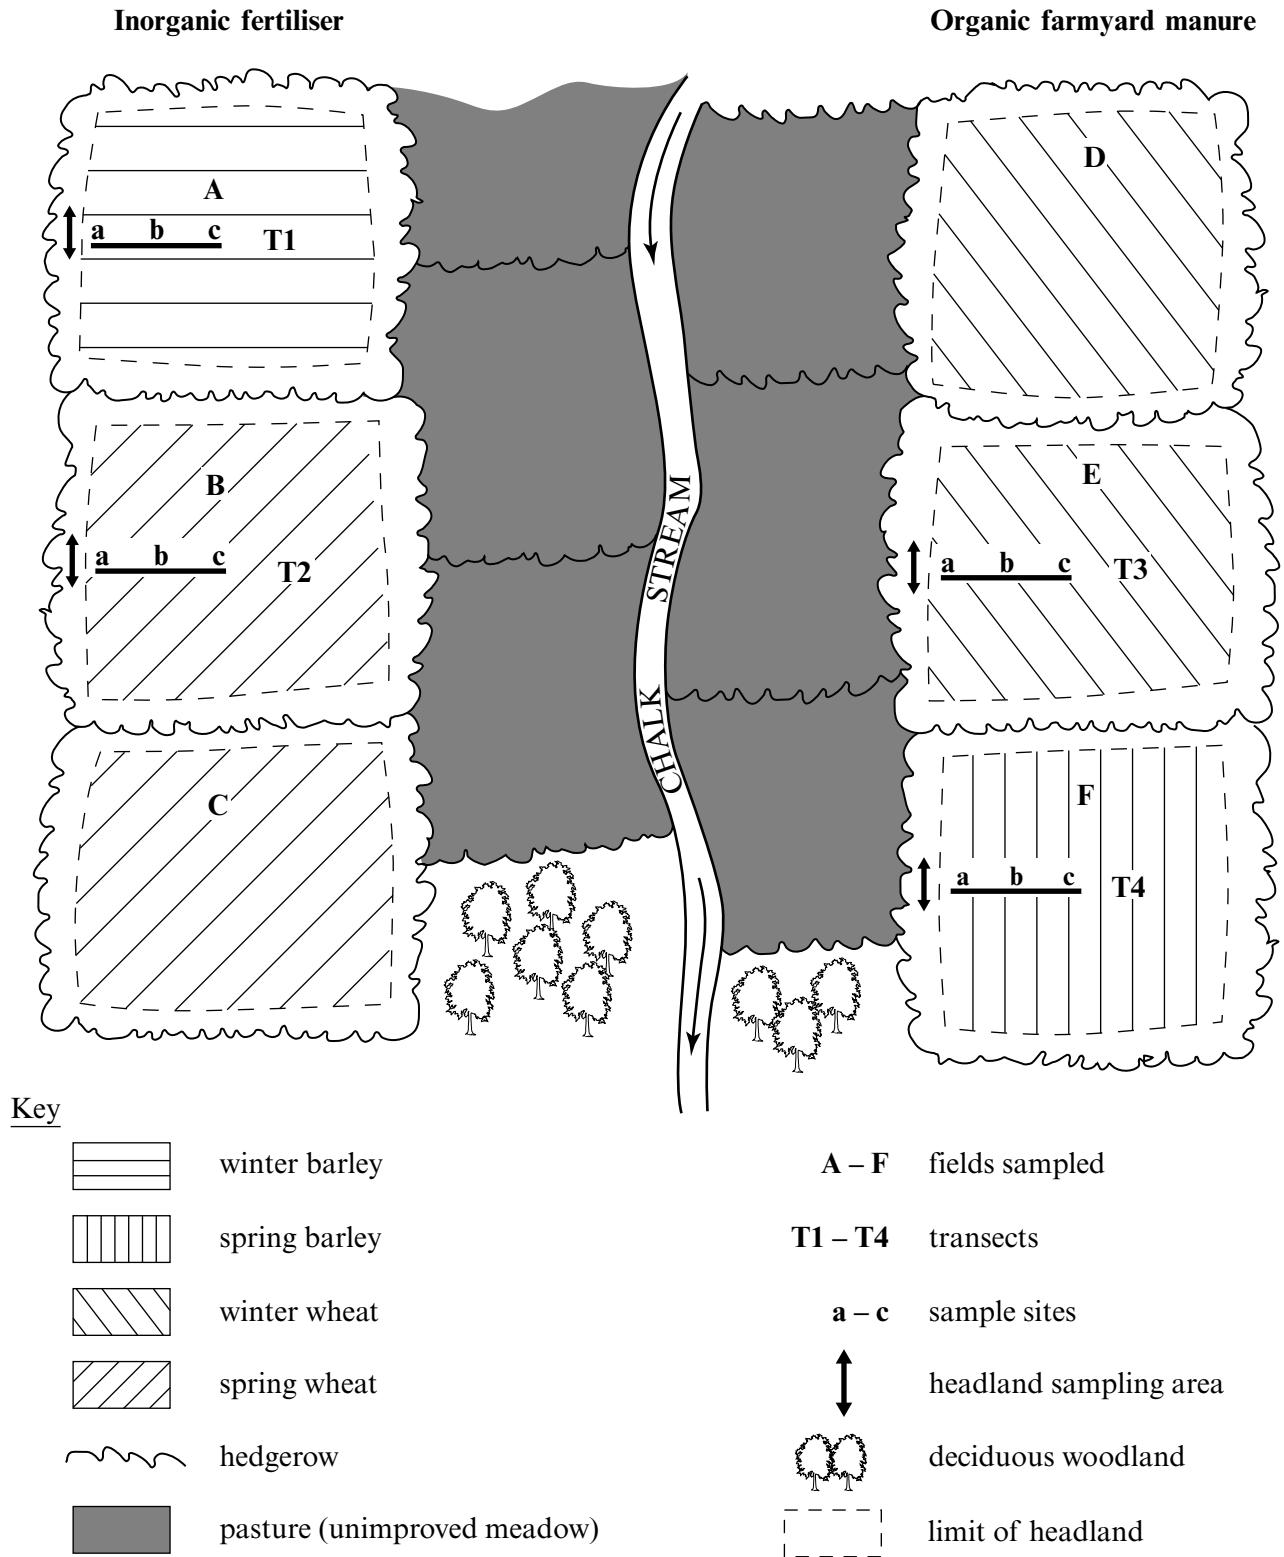 Inorganic fertiliser
Organic farmyard manure
A
a b c T1
B
a b c T2
C
D
E
a b c T3
F
a b c T4
CHALK STREAM
Key
winter barley
spring barley
winter wheat
spring wheat
hedgerow
pasture (unimproved meadow)
A – F fields sampled
T1 – T4 transects
a – c sample sites
headland sampling area
deciduous woodland
limit of headland